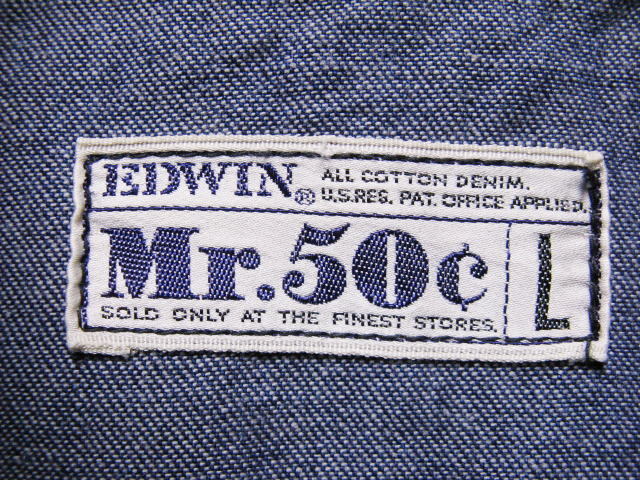 EDWIN®
ALL COTTON DENIM.
U.S.REG. PAT. OFFICE APPLIED.
Mr.50¢
L
SOLD ONLY AT THE FINEST STORES.